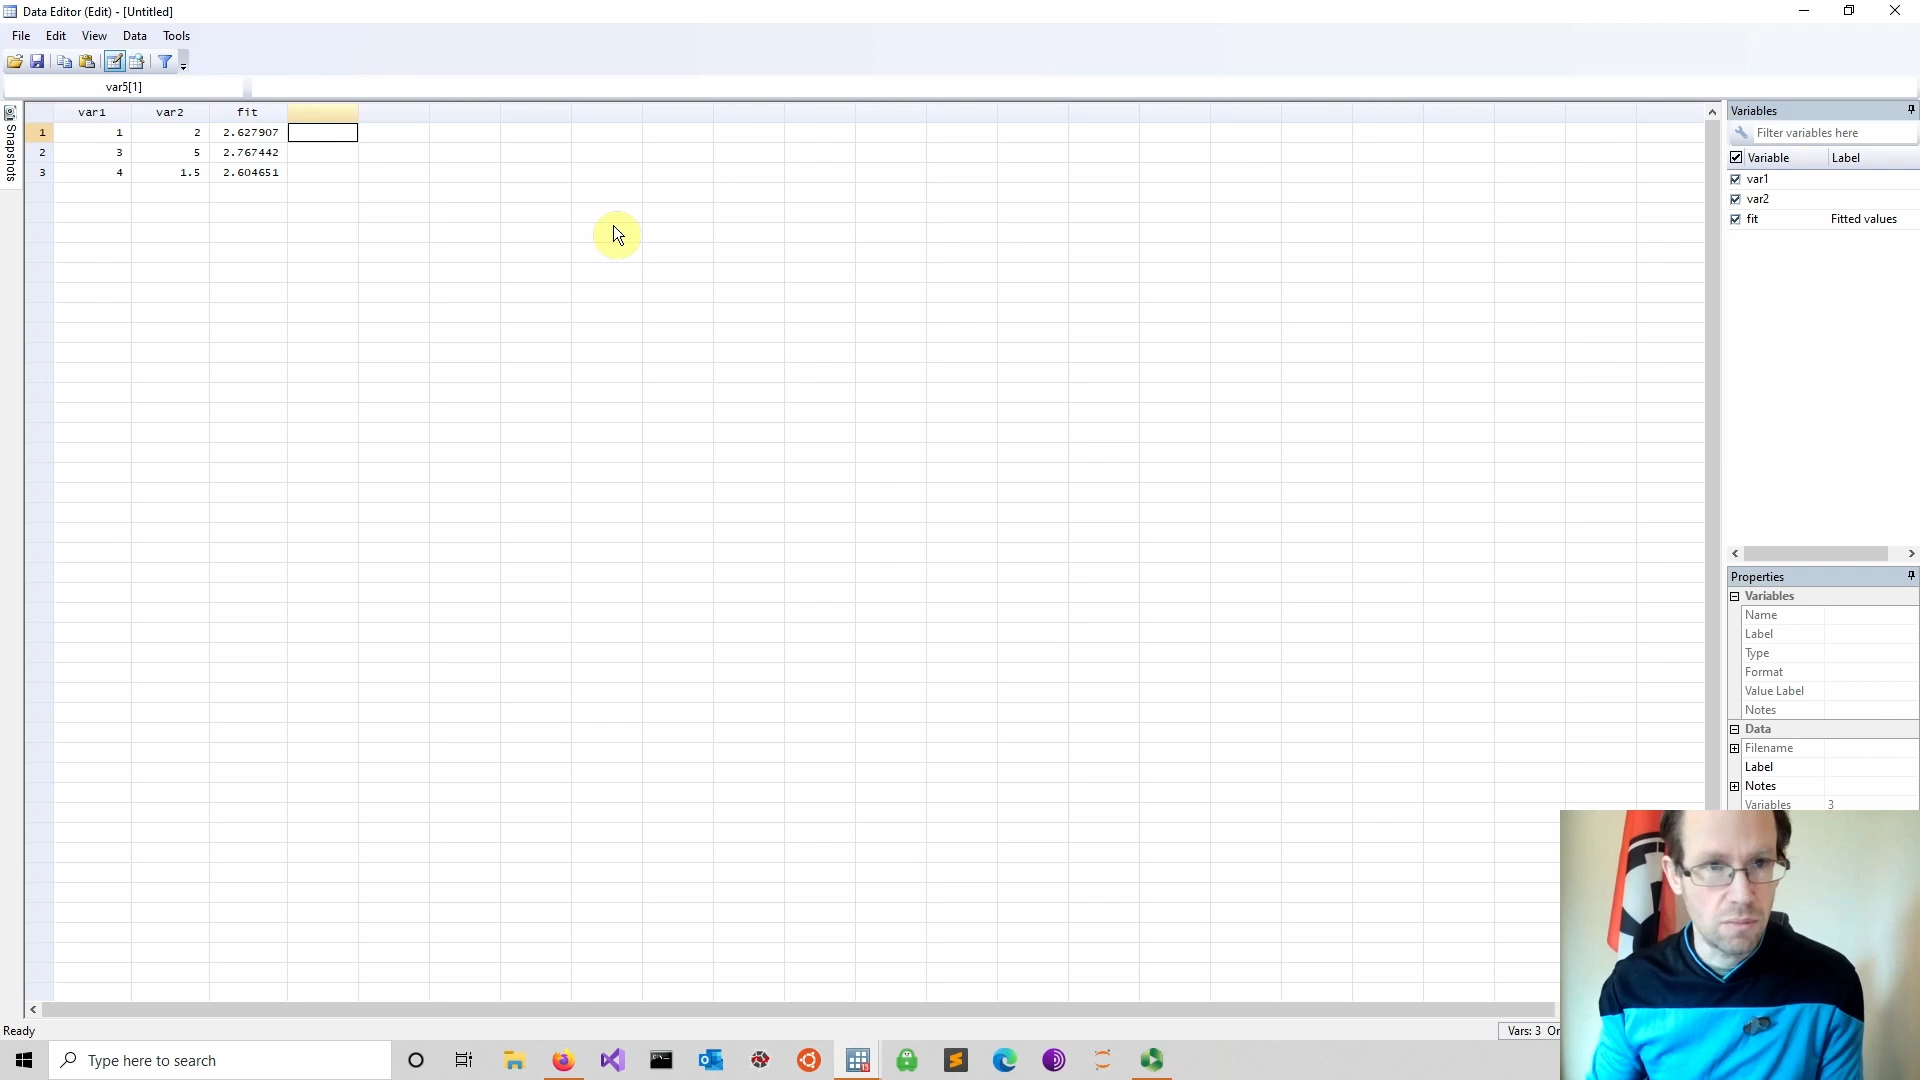 Data Editor (Edit) - [Untitled]
File Edit View Data Tools
var5[1]
Snapshots
var1 var2 fit
1 1 2 2.627907
2 3 5 2.767442
3 4 1.5 2.604651
Variables
Filter variables here
Variable Label
var1
var2
fit Fitted values
Properties
Variables
Name
Label
Type
Format
Value Label
Notes
Data
Filename
Label
Notes
Variables 3
Ready
Vars: 3
Type here to search
13